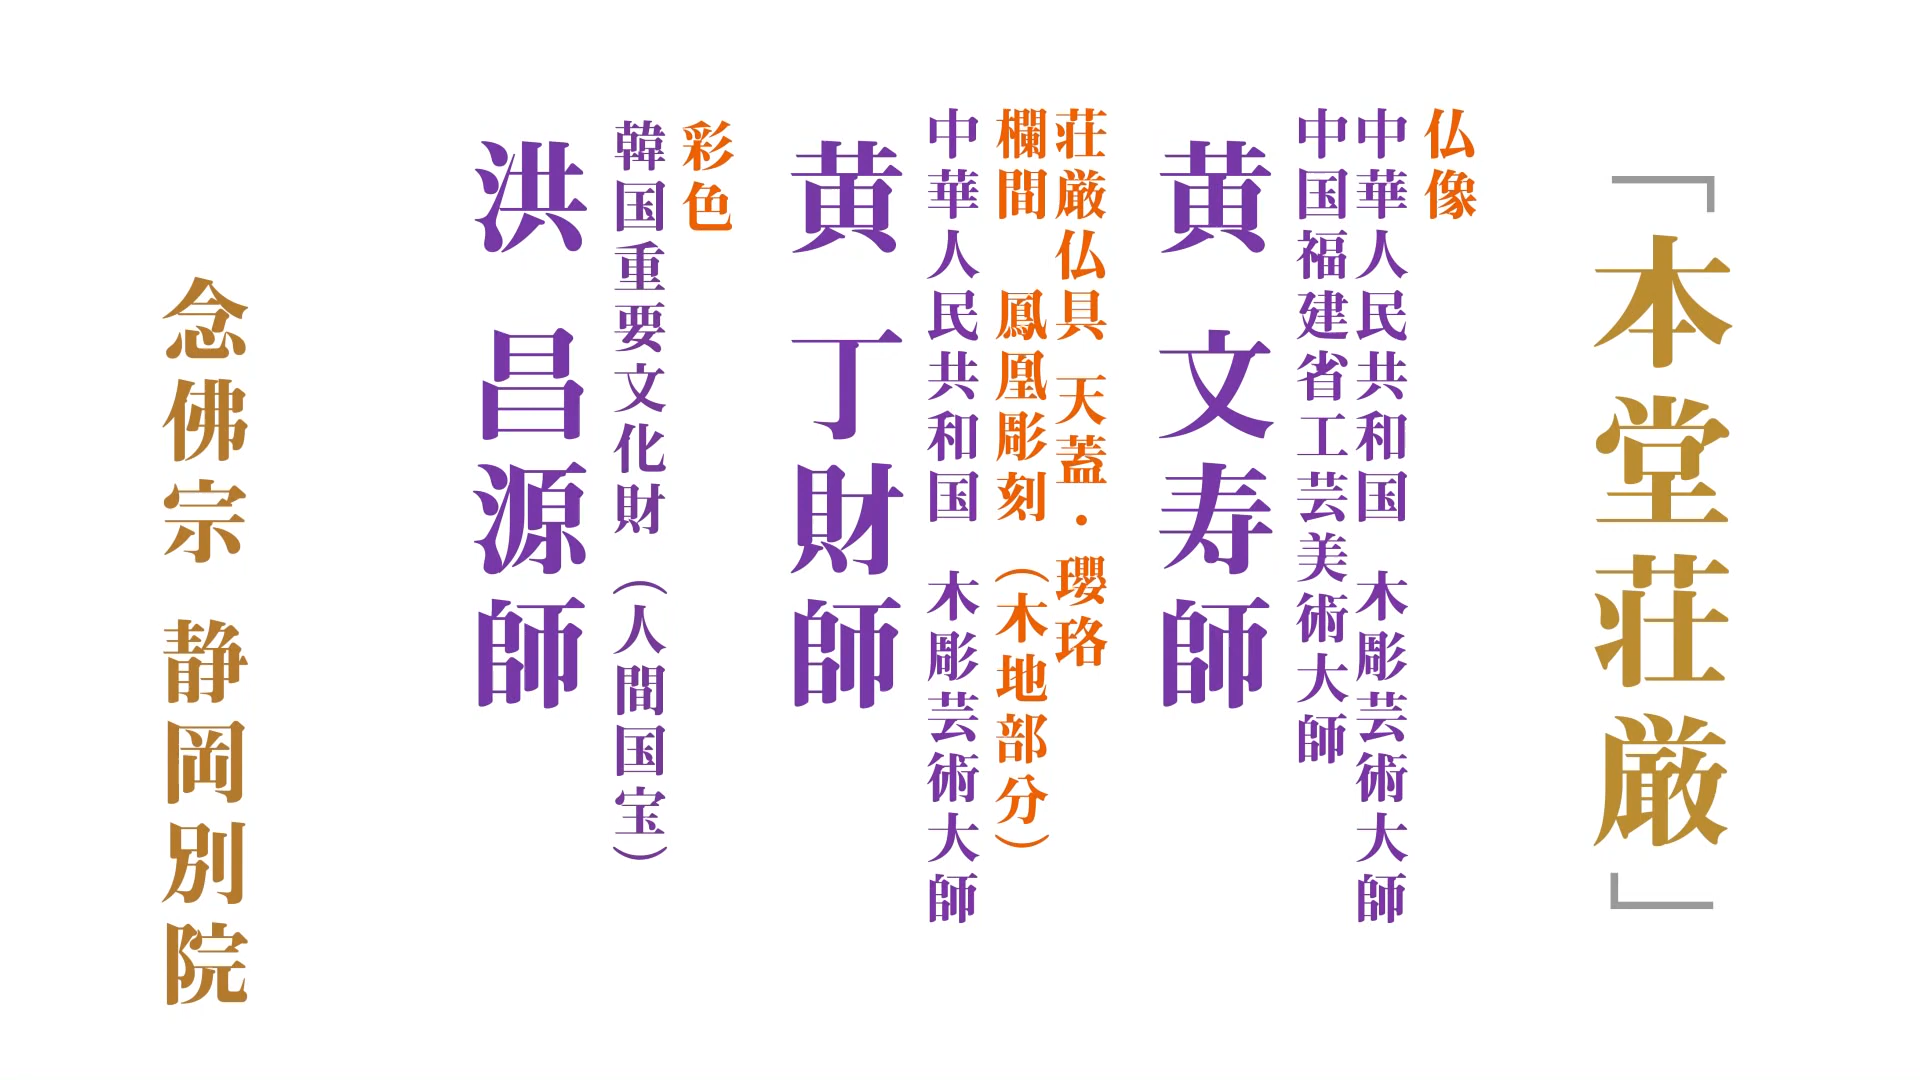 「本堂荘厳」
仏像
中華人民共和国 木彫芸術大師
中国福建省工芸美術大師
黄 文寿師
荘厳仏具 天蓋・瓔珞
欄間 鳳凰彫刻（木地部分）
中華人民共和国 木彫芸術大師
黄 丁財師
彩色
韓国重要文化財（人間国宝）
洪 昌源師
念佛宗 静岡別院